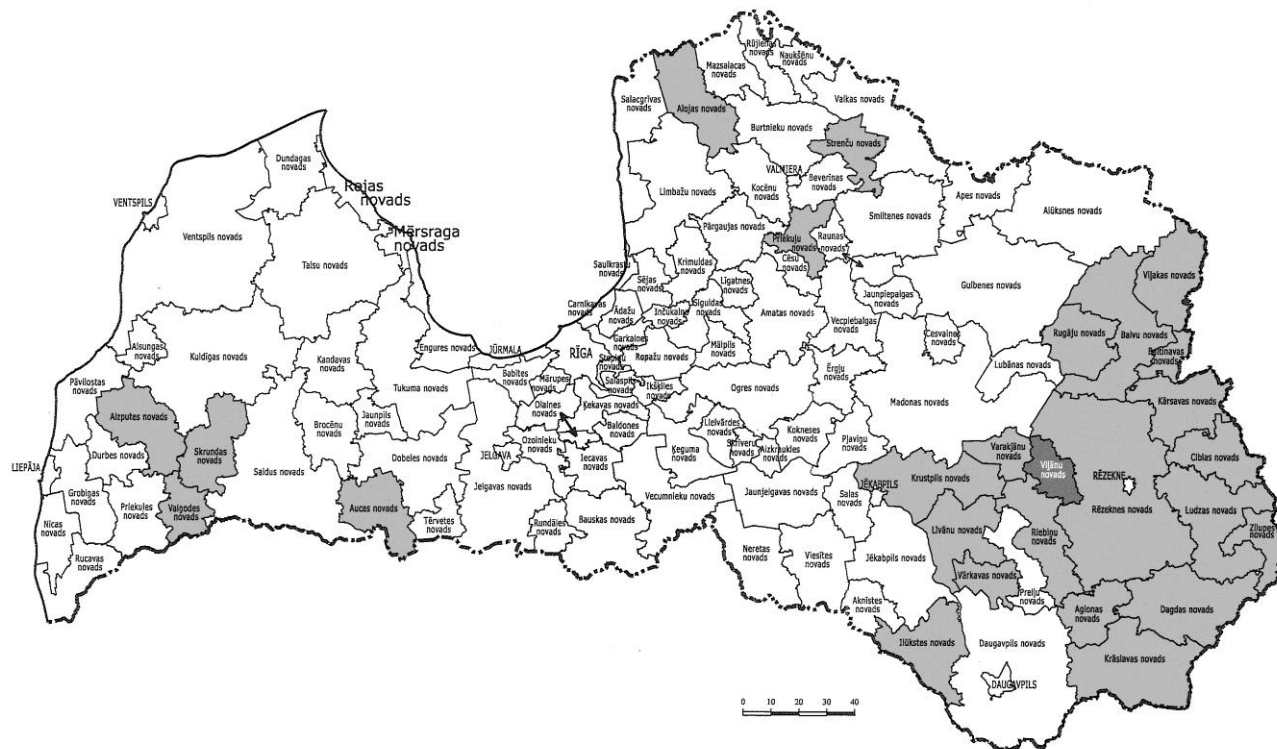 Rūjienas
novads
Naukšēnu
novads
Mazsalacas
novads
Salacgrīvas
novads
Alojas novads
Valkas novads
Burtnieku novads
Strenču novads
VALMIERA
Dundagas
novads
Rojas
novads
Mērsraga
novads
VENTSPILS
Ventspils novads
Talsu novads
Limbažu novads
Kocēnu
novads
Beverīnas
novads
Smiltenes novads
Apes novads
Alūksnes novads
Pārgaujas novads
Priekuļu
novads
Raunas
novads
Cēsu
novads
Saulkrastu
novads
Sējas
novads
Krimuldas
novads
Līgatnes
novads
Siguldas
novads
Amatas novads
Jaunpiepalgas
novads
Vecpiebalgas
novads
Gulbenes novads
Viļakas novads
Rugāju novads
Balvu novads
Baltinavas
novads
Cesvaines
novads
Lubānas
novads
Carnikavas
novads
Ādažu
novads
Inčukalna
novads
Garkalnes
novads
Ropažu novads
Mālpils
novads
Alsungas
novads
Kuldīgas novads
Kandavas
novads
Engures novads
JŪRMALA
RĪGA
Stopiņu
novads
Salaspils
novads
Ikšķiles
novads
Ogres novads
Ērgļu
novads
Madonas novads
Kārsavas novads
Pāvilostas
novads
Aizputes novads
Tukuma novads
Babītes
novads
Mārupes
novads
Olaines
novads
Ķekavas novads
Baldones
novads
Lielvārdes
novads
Skrīveru
novads
Aizkraukles
novads
Kokneses
novads
Pļaviņu
novads
Varakļānu
novads
Viļānu
novads
RĒZEKNE
Rēzeknes novads
Ciblas novads
LIEPĀJA
Durbes novads
Skrundas
novads
Saldus novads
Brocēnu
novads
Jaunpils
novads
Dobeles novads
JELGAVA
Ozolnieku
novads
Iecavas
novads
Ķeguma
novads
JĒKABPILS
Krustpils novads
Ludzas novads
Zilupes
novads
Grobiņas
novads
Priekules
novads
Vaiņodes
novads
Auces novads
Jelgavas novads
Tērvetes
novads
Rundāles
novads
Bauskas novads
Vecumnieku novads
Jaunjelgavas novads
Salas
novads
Līvānu
novads
Riebiņu
novads
Nīcas
novads
Rucavas
novads
Neretas
novads
Viesītes
novads
Jēkabpils
novads
Vārkavas novads
Preiļu
novads
Aglonas
novads
Dagdas novads
Aknīstes
novads
Ilūkstes novads
Daugavpils novads
Krāslavas novads
DAUGAVPILS
0 10 20 30 40